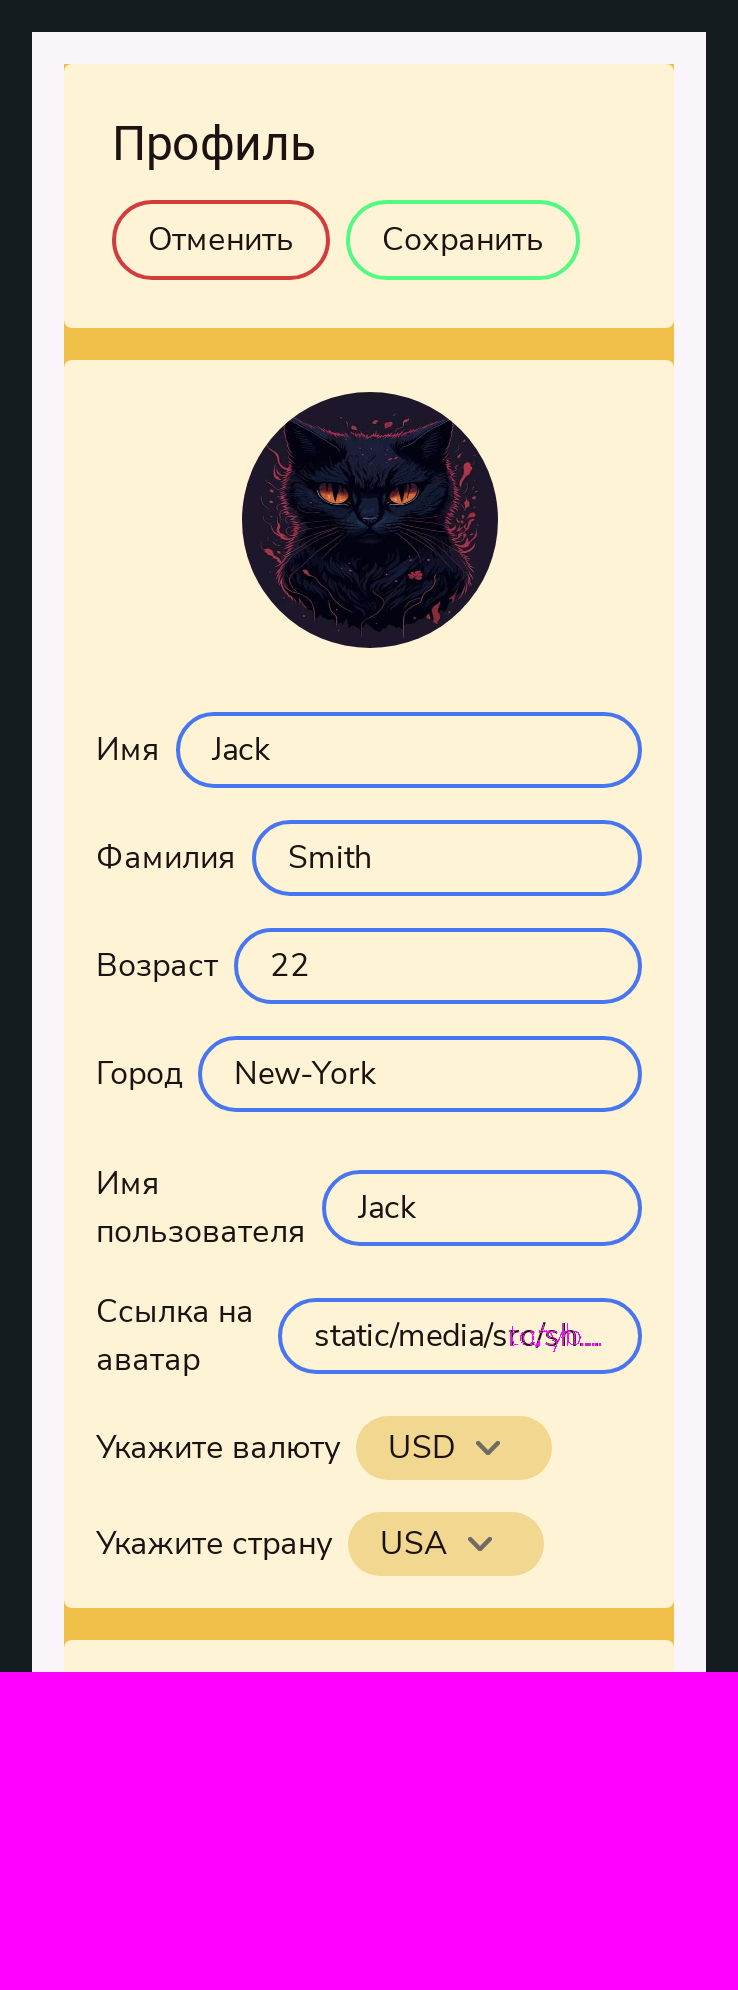 Профиль
Отменить Сохранить
Имя Jack
Фамилия Smith
Возраст 22
Город New-York
Имя
пользователя
Jack
Ссылка на
аватар
static/media/src/sh...
Укажите валюту USD
Укажите страну USA